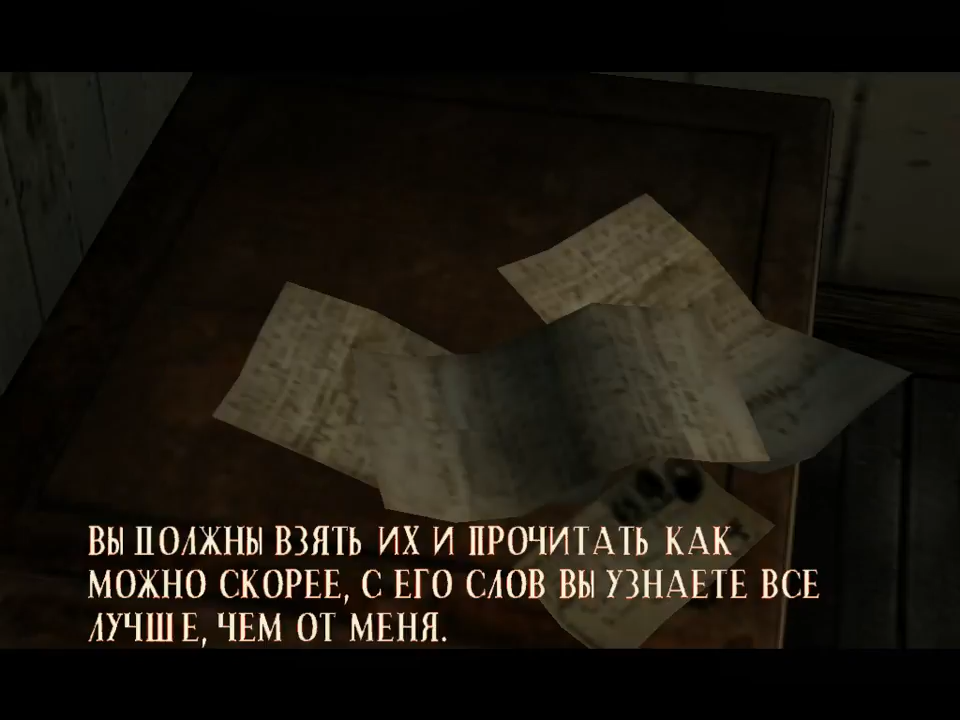 ВЫ ДОЛЖНЫ ВЗЯТЬ ИХ И ПРОЧИТАТЬ КАК
МОЖНО СКОРЕЕ, С ЕГО СЛОВ ВЫ УЗНАЕТЕ ВСЕ
ЛУЧШЕ, ЧЕМ ОТ МЕНЯ.